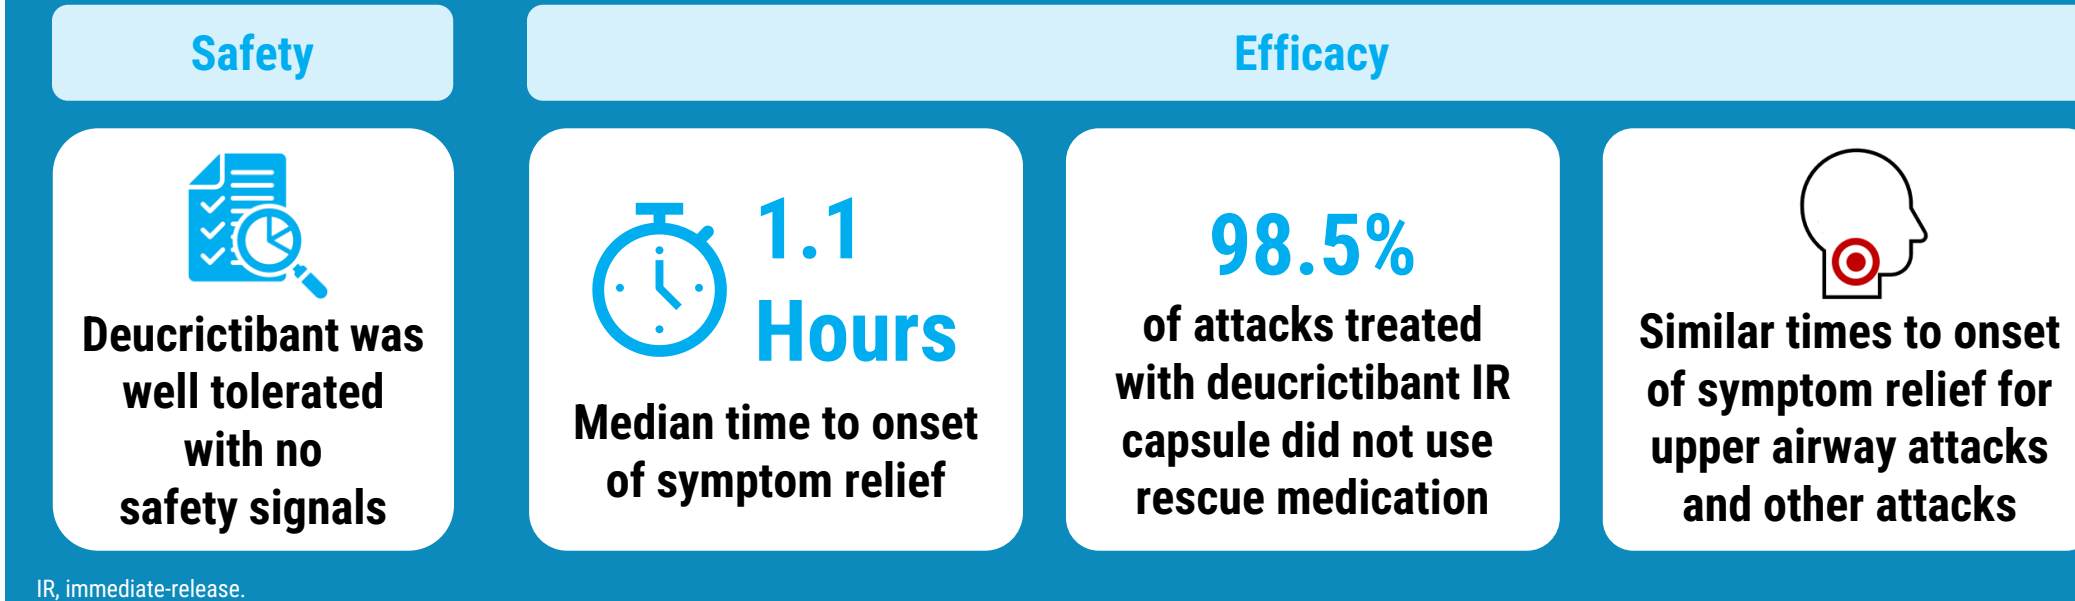 Safety
Efficacy
Deucrictibant was
well tolerated
with no
safety signals
1.1
Hours
Median time to onset
of symptom relief
98.5%
of attacks treated
with deucrictibant IR
capsule did not use
rescue medication
Similar times to onset
of symptom relief for
upper airway attacks
and other attacks
IR, immediate-release.